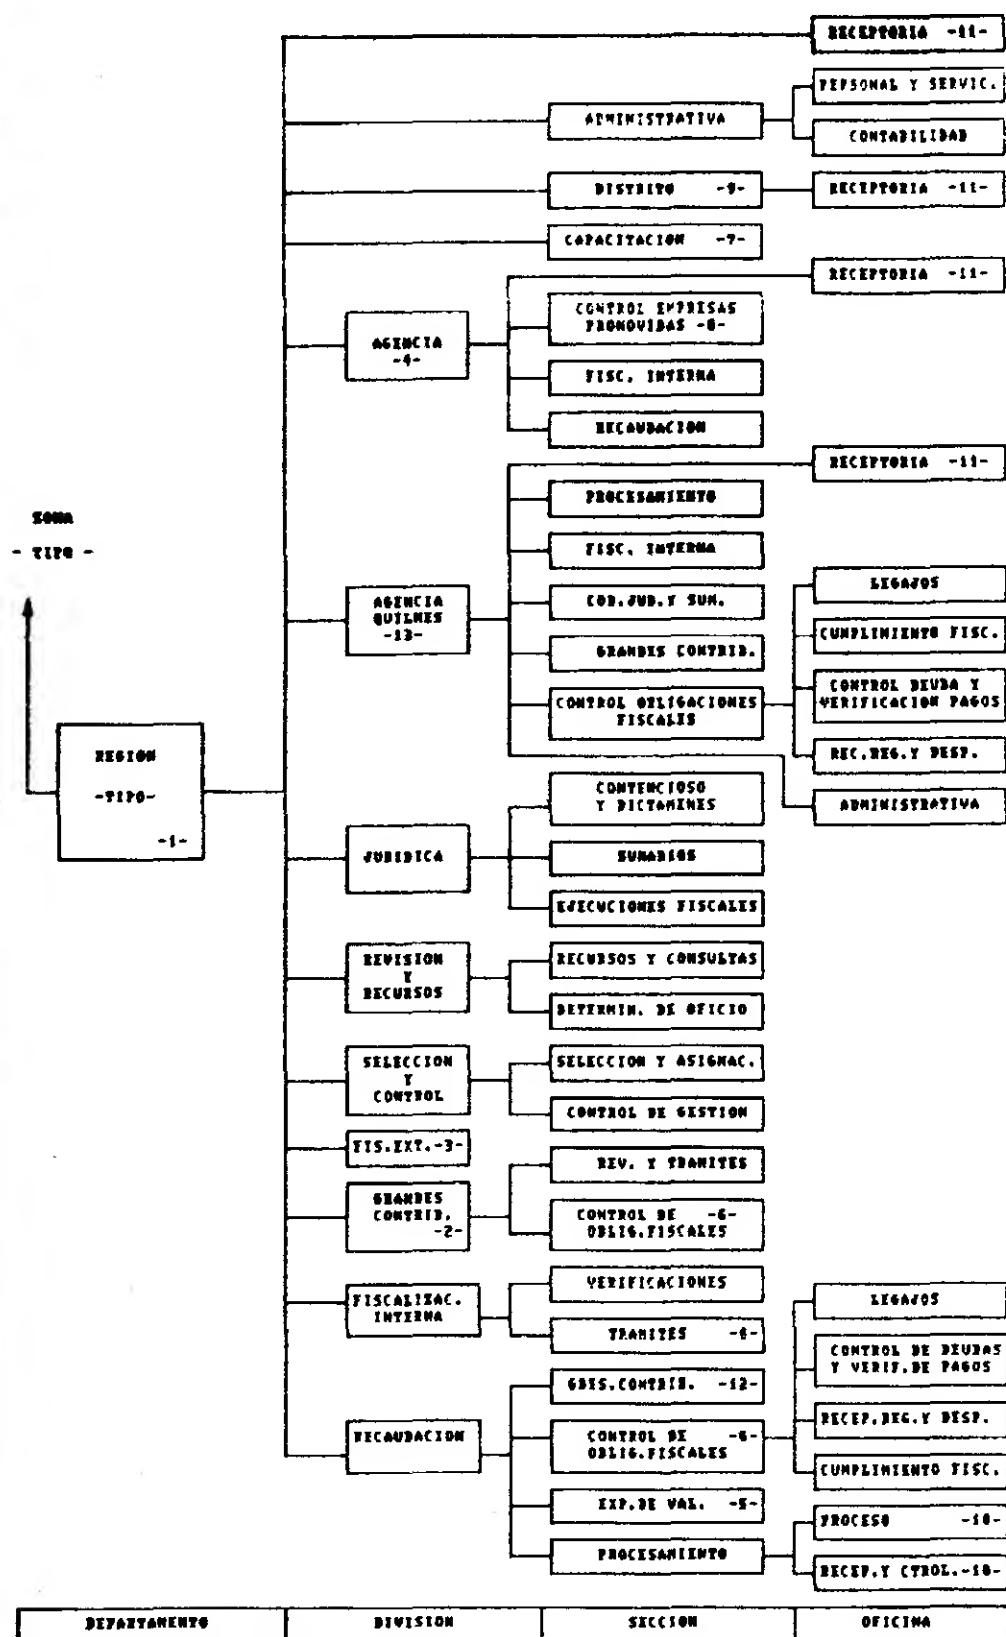 RECEPTORIA -11-
PERSONAL Y SERVIC.
ADMINISTRATIVA
CONTABILIDAD
DISTRITO -9-
RECEPTORIA -11-
CAPACITACION -7-
RECEPTORIA -11-
CONTROL EMPRESAS
PROMOVIDAS -8-
AGENCIA
-4-
FISC. INTERNA
RECAUDACION
RECEPTORIA -11-
PROCESAMIENTO
ZONA
- TIPO -
FISC. INTERNA
LEGAJOS
AGENCIA
QUILMES
-13-
COB.JUD.Y SUM.
CUMPLIMIENTO FISC.
GRANDES CONTRIB.
CONTROL DEUDA Y
VERIFICACION PAGOS
CONTROL OBLIGACIONES
FISCALES
REC.REG.Y DESP.
REGION
-TIPO-
-1-
CONTENCIOSO
Y DICTAMENES
ADMINISTRATIVA
JURIDICA
SUMARIOS
EJECUCIONES FISCALES
REVISION
Y
RECURSOS
RECURSOS Y CONSULTAS
DETERMIN. DE OFICIO
SELECCION
Y
CONTROL
SELECCION Y ASIGNAC.
CONTROL DE GESTION
FIS.EXT.-3-
REV. Y TRAMITES
GRANDES
CONTRIB.
-2-
CONTROL DE -6-
OBLIG.FISCALES
VERIFICACIONES
FISCALIZAC.
INTERNA
LEGAJOS
TRAMITES
CONTROL DE DEUDAS
Y VERIF.DE PAGOS
GDES.CONTRIB. -12-
RECAUDACION
CONTROL DE -6-
OBLIG.FISCALES
RECEP.REG.Y DESP.
CUMPLIMIENTO FISC.
EXP.DE VAL. -5-
PROCESO -10-
PROCESAMIENTO
RECEP.Y CTROL.-10-
DEPARTAMENTO
DIVISION
SECCION
OFICINA